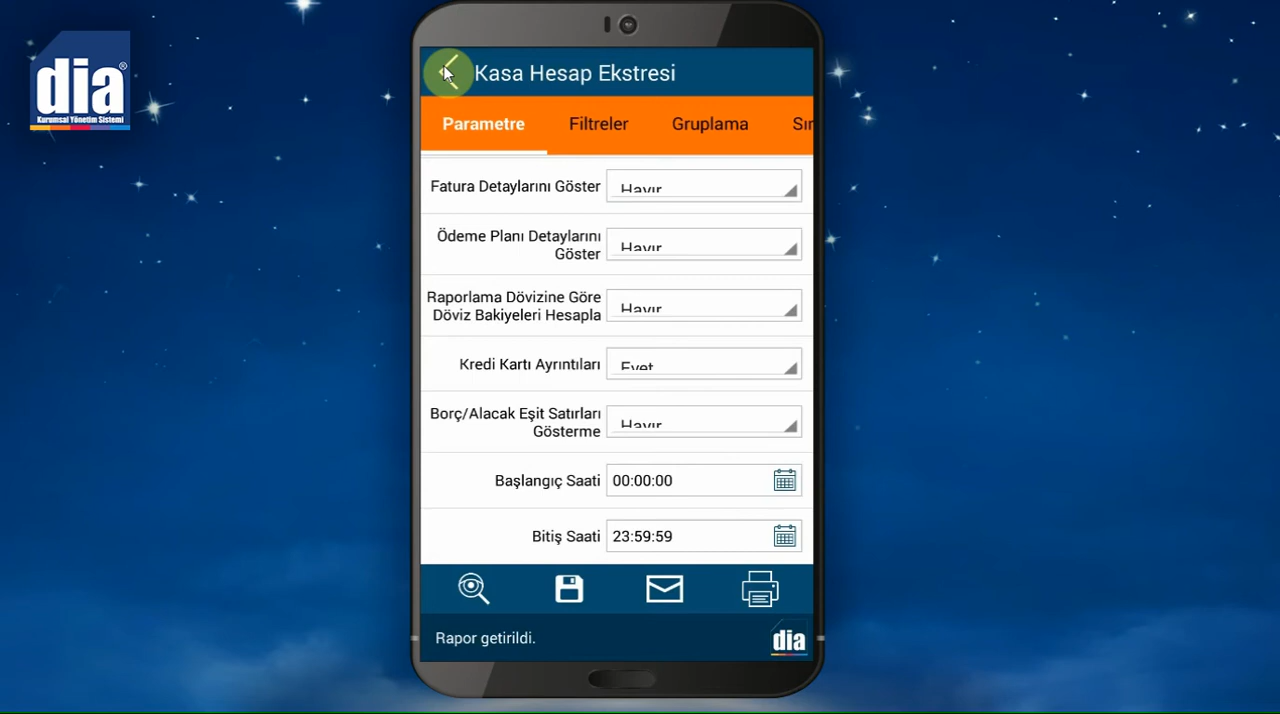 dia®
Kurumsal Yönetim Sistemi
Kasa Hesap Ekstresi
Parametre Filtreler Gruplama Sır
Fatura Detaylarını Göster Hayır
Ödeme Planı Detaylarını
Göster Hayır
Raporlama Dövizine Göre
Döviz Bakiyeleri Hesapla Hayır
Kredi Kartı Ayrıntıları Evet
Borç/Alacak Eşit Satırları
Gösterme Hayır
Başlangıç Saati 00:00:00
Bitiş Saati 23:59:59
Rapor getirildi.
dia